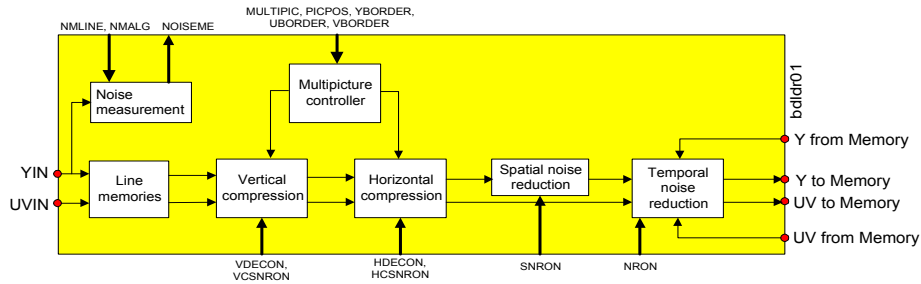 MULTIPIC, PICPOS, YBORDER,
UBORDER, VBORDER
NMLINE, NMALG
NOISEME
Noise
measurement
Multipicture
controller
bdldr01
Y from Memory
YIN
UVIN
Line
memories
Vertical
compression
Horizontal
compression
Spatial noise
reduction
Temporal
noise
reduction
Y to Memory
UV to Memory
UV from Memory
VDECON,
VCSNRON
HDECON,
HCSNRON
SNRON
NRON